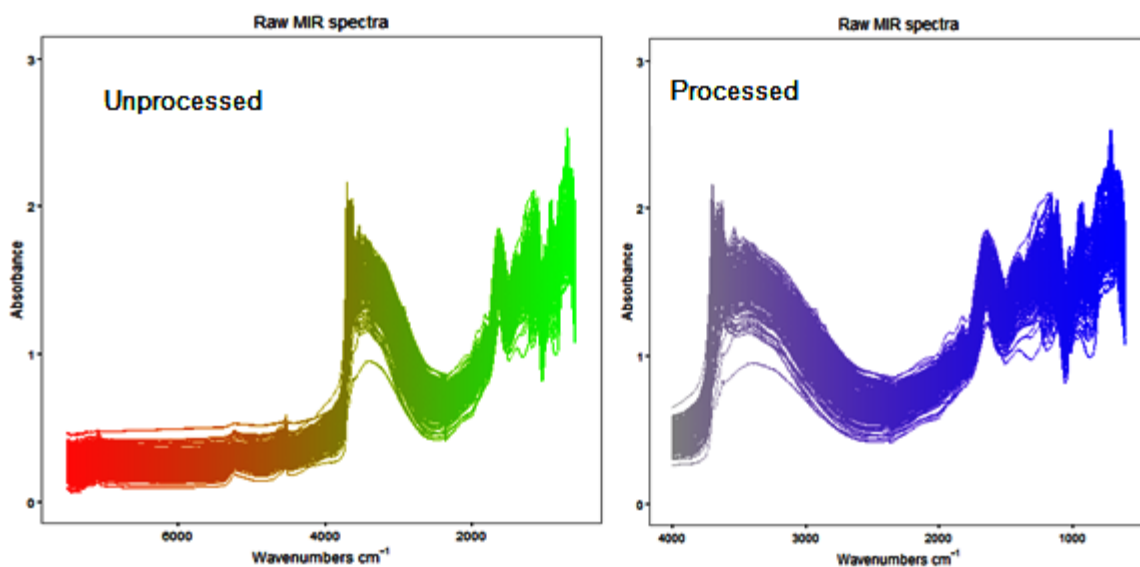 Raw MIR spectra
Unprocessed
3
2
1
0
Absorbance
6000 4000 2000
Wavenumbers cm⁻¹
Raw MIR spectra
Processed
3
2
1
0
Absorbance
4000 3000 2000 1000
Wavenumbers cm⁻¹